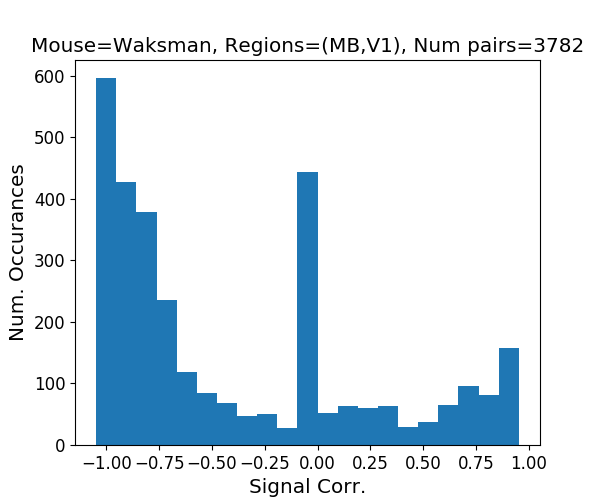 Mouse=Waksman, Regions=(MB,V1), Num pairs=3782
600
500
400
300
200
100
0
Num. Occurances
−1.00 −0.75 −0.50 −0.25 0.00 0.25 0.50 0.75 1.00
Signal Corr.